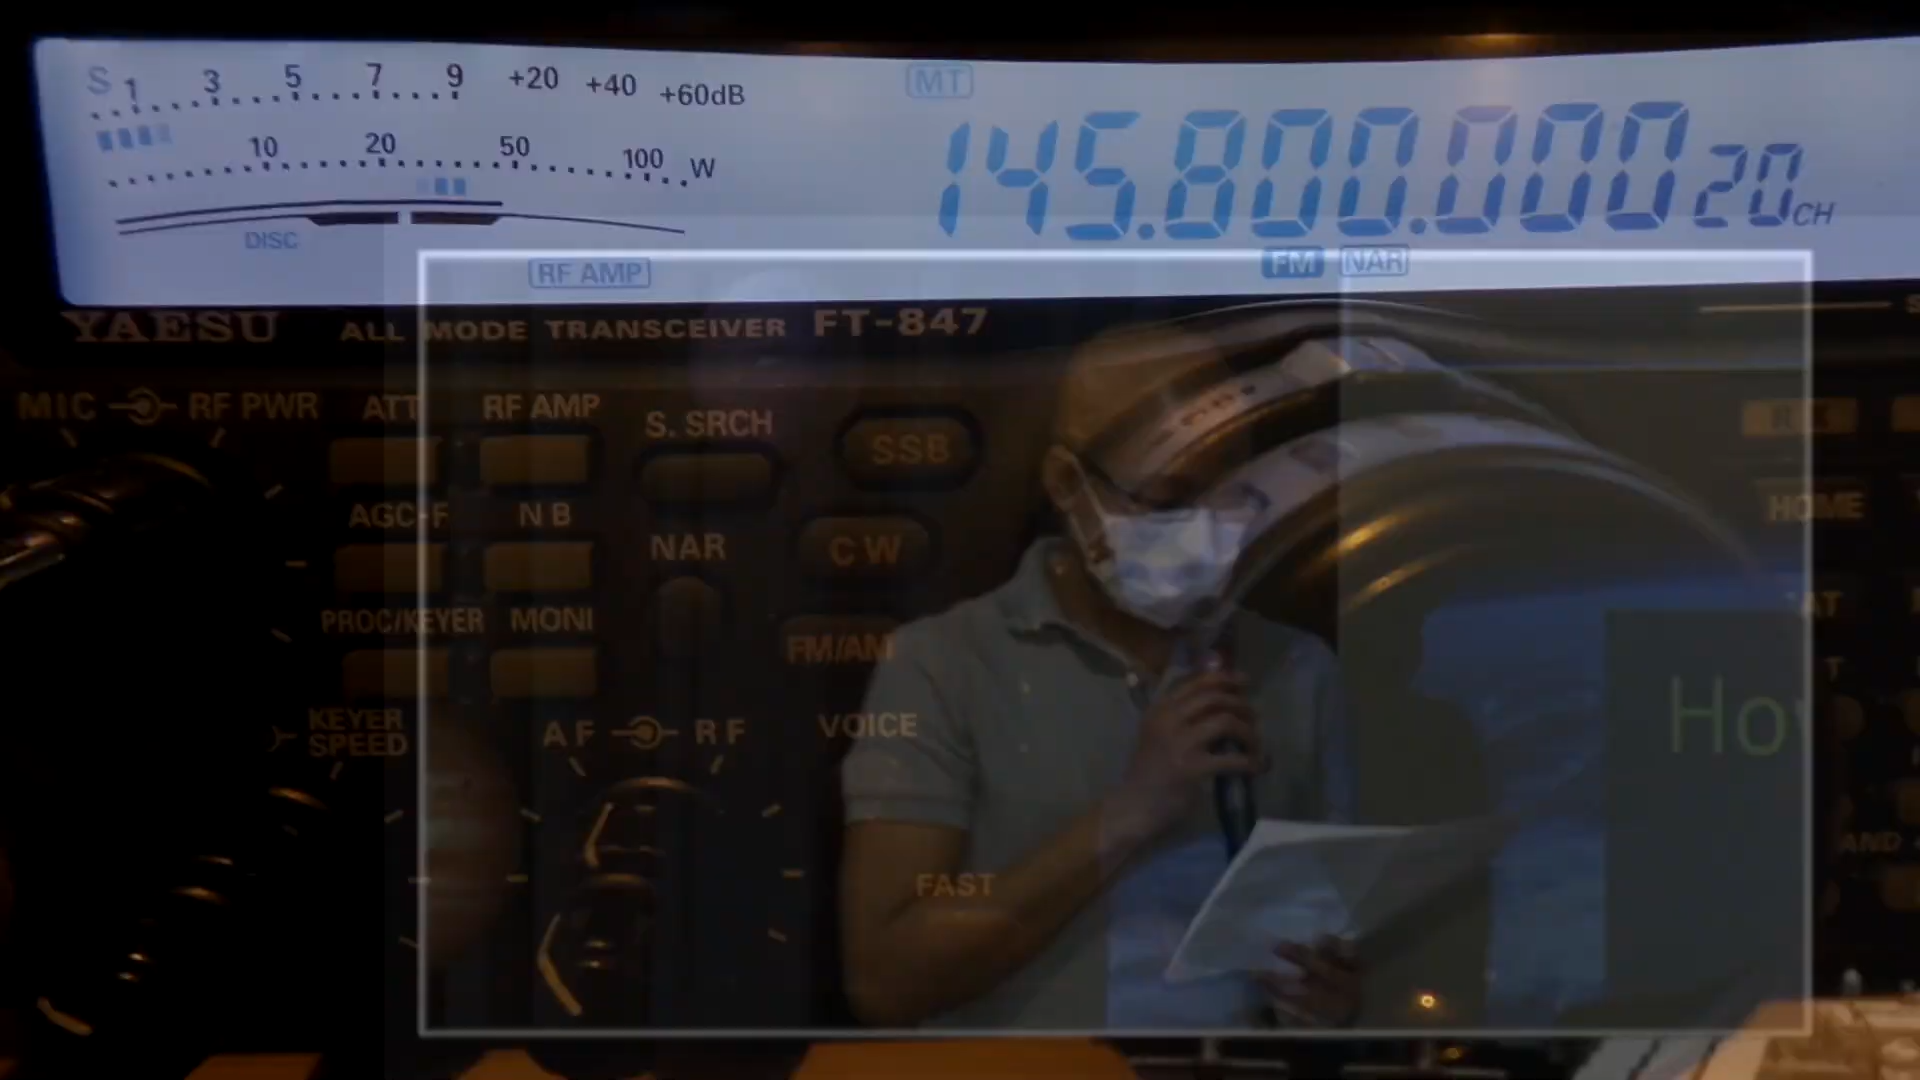 S 1 3 5 7 9 +20 +40 +60dB
MT
145.800.000 20 CH
10 20 50 100 W
DISC
RF AMP
FM NAR
YAESU ALL MODE TRANSCEIVER FT-847
MIC RF PWR ATT RF AMP
S. SRCH
SSB
HOME
AGC-F NB
NAR
CW
PROC/KEYER MONI
FM/AM
KEYER SPEED
AF RF
VOICE
FAST